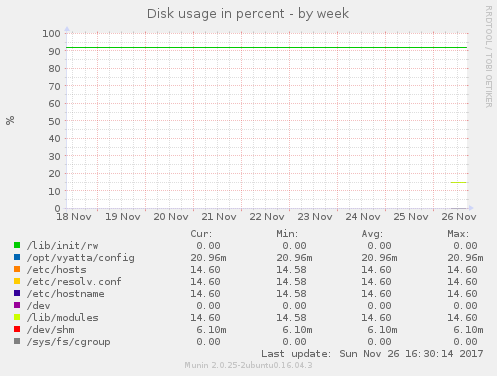 Disk usage in percent - by week
RRDTOOL / TOBI OETIKER
%
100
90
80
70
60
50
40
30
20
10
0
18 Nov 19 Nov 20 Nov 21 Nov 22 Nov 23 Nov 24 Nov 25 Nov 26 Nov
Cur: Min: Avg: Max:
/lib/init/rw 0.00 0.00 0.00 0.00
/opt/vyatta/config 20.96m 20.96m 20.96m 20.96m
/etc/hosts 14.60 14.58 14.60 14.60
/etc/resolv.conf 14.60 14.58 14.60 14.60
/etc/hostname 14.60 14.58 14.60 14.60
/dev 0.00 0.00 0.00 0.00
/lib/modules 14.60 14.58 14.60 14.60
/dev/shm 6.10m 6.10m 6.10m 6.10m
/sys/fs/cgroup 0.00 0.00 0.00 0.00
Last update: Sun Nov 26 16:30:14 2017
Munin 2.0.25-2ubuntu0.16.04.3